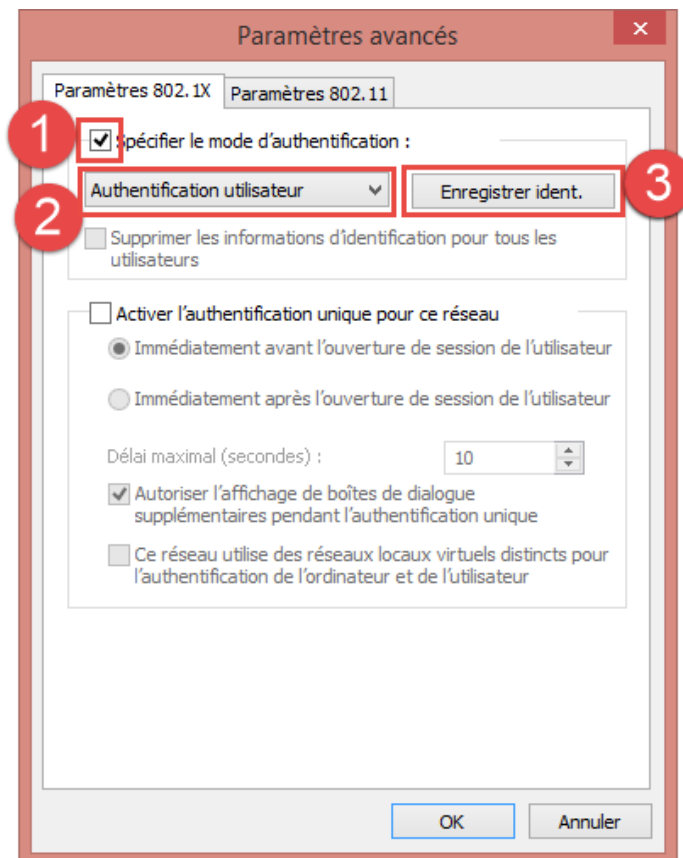 Paramètres avancés
Paramètres 802.1X
Paramètres 802.11
1
Spécifier le mode d'authentification :
Authentification utilisateur
Enregistrer ident.
2
3
Supprimer les informations d'identification pour tous les
utilisateurs
Activer l'authentification unique pour ce réseau
Immédiatement avant l'ouverture de session de l'utilisateur
Immédiatement après l'ouverture de session de l'utilisateur
Délai maximal (secondes) :
10
Autoriser l'affichage de boîtes de dialogue
supplémentaires pendant l'authentification unique
Ce réseau utilise des réseaux locaux virtuels distincts pour
l'authentification de l'ordinateur et de l'utilisateur
OK
Annuler